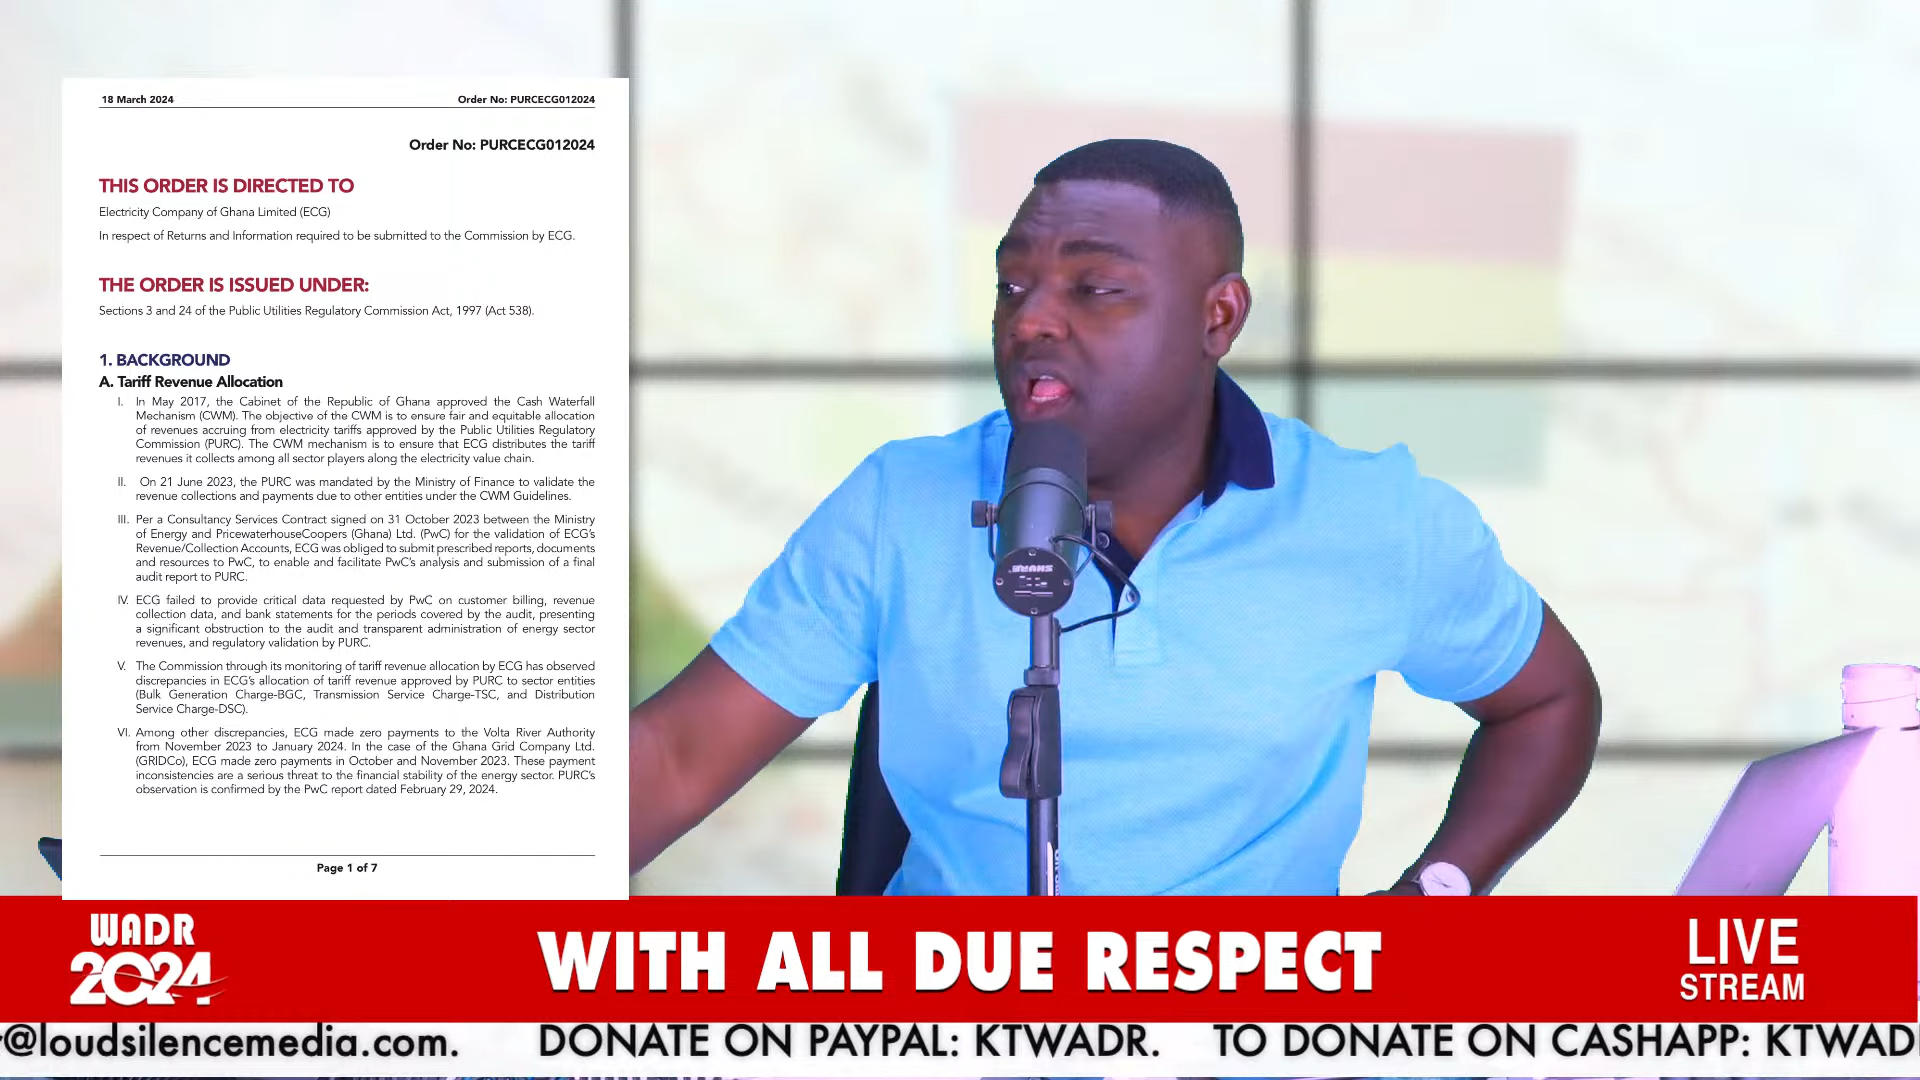 18 March 2024 Order No: PURCECG012024
Order No: PURCECG012024
THIS ORDER IS DIRECTED TO
Electricity Company of Ghana Limited (ECG)
In respect of Returns and Information required to be submitted to the Commission by ECG.
THE ORDER IS ISSUED UNDER:
Sections 3 and 24 of the Public Utilities Regulatory Commission Act, 1997 (Act 538).
1. BACKGROUND
A. Tariff Revenue Allocation
I. In May 2017, the Cabinet of the Republic of Ghana approved the Cash Waterfall
Mechanism (CWM). The objective of the CWM is to ensure fair and equitable allocation
of revenues accruing from electricity tariffs approved by the Public Utilities Regulatory
Commission (PURC). The CWM mechanism is to ensure that ECG distributes the tariff
revenues it collects among all sector players along the electricity value chain.
II. On 21 June 2023, the PURC was mandated by the Ministry of Finance to validate the
revenue collections and payments due to other entities under the CWM Guidelines.
III. Per a Consultancy Services Contract signed on 31 October 2023 between the Ministry
of Energy and PricewaterhouseCoopers (Ghana) Ltd. (PwC) for the validation of ECG's
Revenue/Collection Accounts, ECG was obliged to submit prescribed reports, documents
and resources to PwC, to enable and facilitate PwC's analysis and submission of a final
audit report to PURC.
IV. ECG failed to provide critical data requested by PwC on customer billing, revenue
collection data, and bank statements for the periods covered by the audit, presenting
a significant obstruction to the audit and transparent administration of energy sector
revenues, and regulatory validation by PURC.
V. The Commission through its monitoring of tariff revenue allocation by ECG has observed
discrepancies in ECG's allocation of tariff revenue approved by PURC to sector entities
(Bulk Generation Charge-BGC, Transmission Service Charge-TSC, and Distribution
Service Charge-DSC).
VI. Among other discrepancies, ECG made zero payments to the Volta River Authority
from November 2023 to January 2024. In the case of the Ghana Grid Company Ltd.
(GRIDCo), ECG made zero payments in October and November 2023. These payment
inconsistencies are a serious threat to the financial stability of the energy sector. PURC's
observation is confirmed by the PwC report dated February 29, 2024.
Page 1 of 7
SHURE
WADR
2024
WITH ALL DUE RESPECT
LIVE
STREAM
@loudsilencemedia.com. DONATE ON PAYPAL: KTWADR. TO DONATE ON CASHAPP: KTWAD